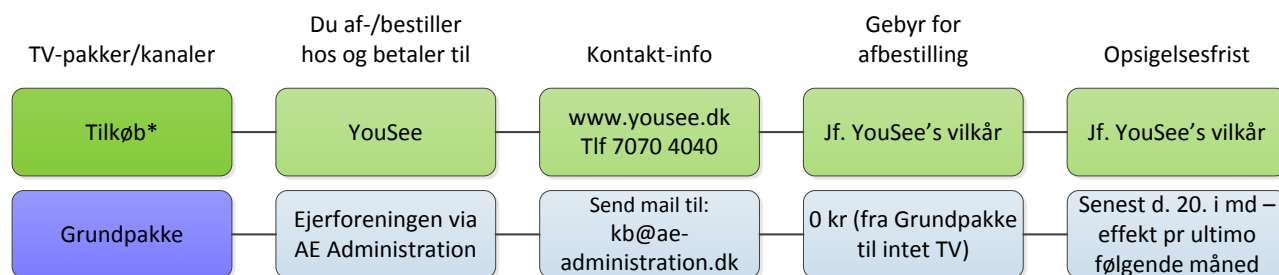 TV-pakker/kanaler
Du af-/bestiller
hos og betaler til
Kontakt-info
Gebyr for
afbestilling
Opsigelsesfrist
Tilkøb*
YouSee
www.yousee.dk
Tlf 7070 4040
Jf. YouSee’s vilkår
Jf. YouSee’s vilkår
Grundpakke
Ejerforeningen via
AE Administration
Send mail til:
kb@ae-
administration.dk
0 kr (fra Grundpakke
til intet TV)
Senest d. 20. i md –
effekt pr ultimo
følgende måned